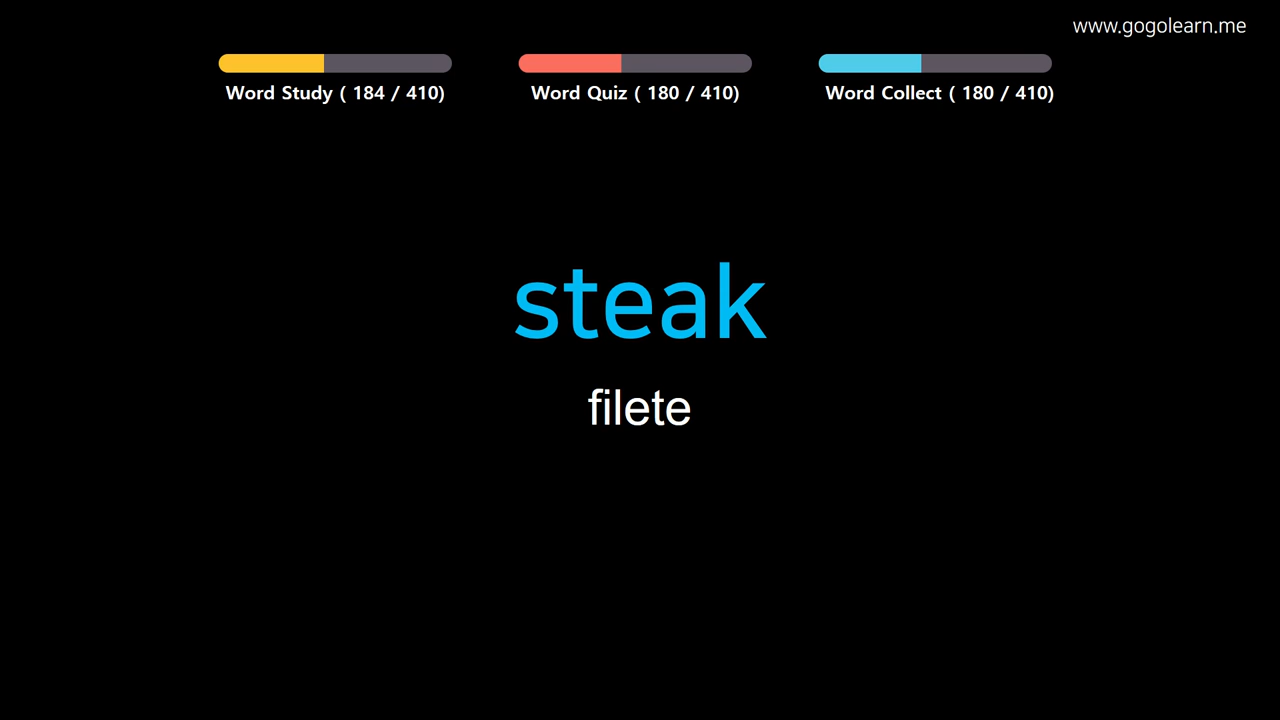 www.gogolearn.me
Word Study ( 184 / 410)
Word Quiz ( 180 / 410)
Word Collect ( 180 / 410)
steak
filete